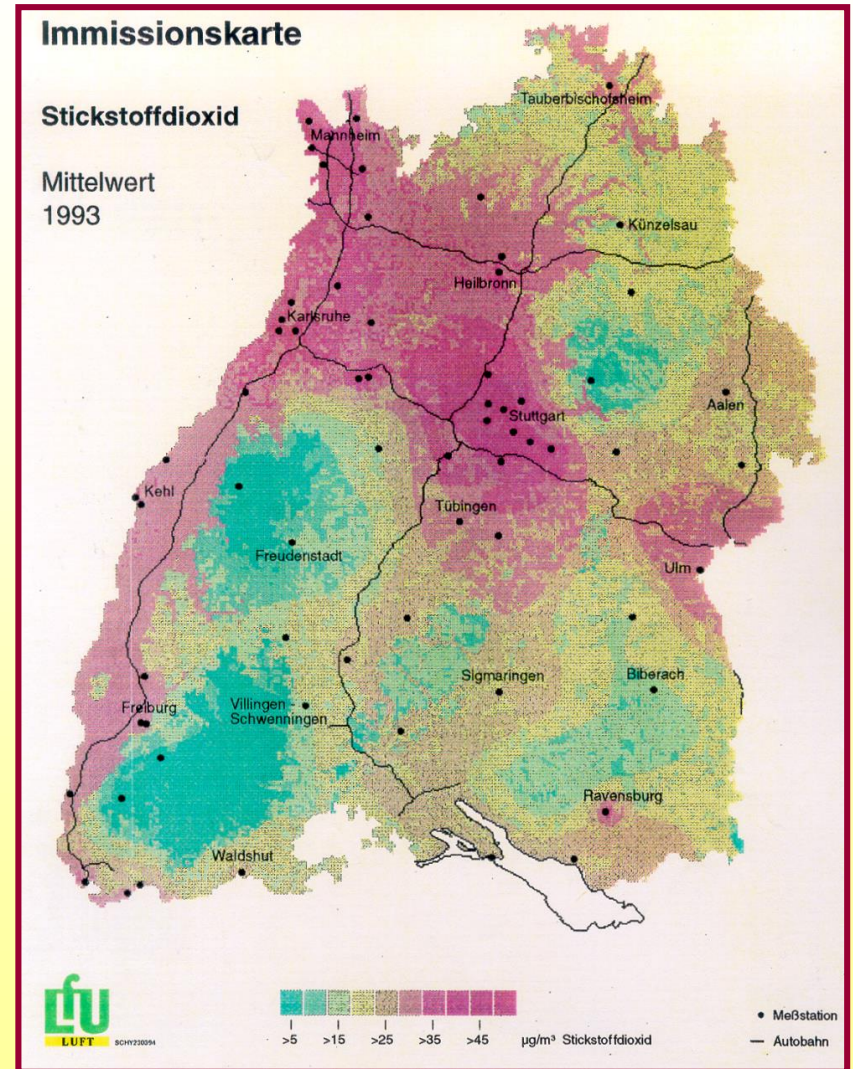 Immissionskarte
Stickstoffdioxid
Mittelwert
1993
Tauberbischofsheim
Mannheim
Künzelsau
Heilbronn
Karlsruhe
Aalen
Stuttgart
Kehl
Tübingen
Freudenstadt
Ulm
Sigmaringen
Biberach
Villingen -
Schwenningen
Freiburg
Ravensburg
Waldshut
LfU
LUFT
SCHY230394
>5 >15 >25 >35 >45 µg/m³ Stickstoffdioxid
Meßstation
Autobahn